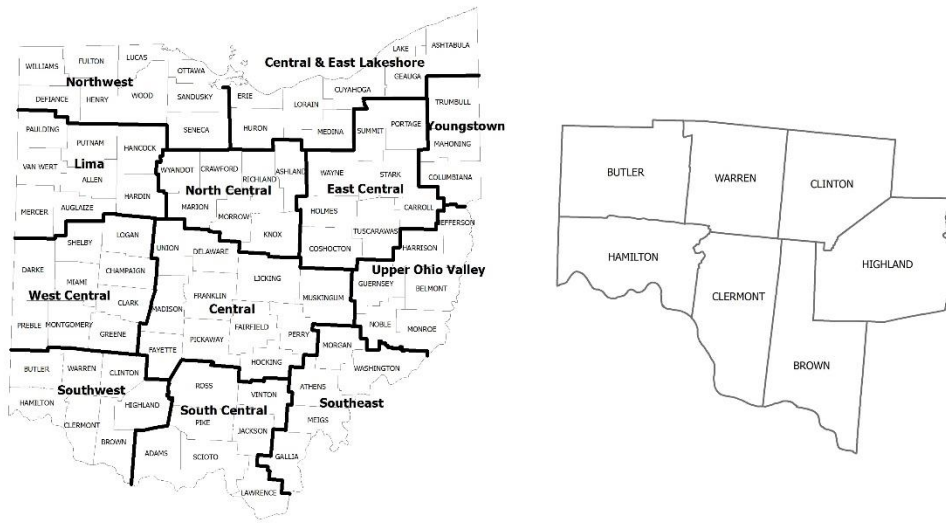 LAKE
ASHTABULA
Central & East Lakeshore
GEAUGA
CUYAHOGA
WILLIAMS
FULTON
LUCAS
OTTAWA
Northwest
DEFIANCE
HENRY
WOOD
SANDUSKY
ERIE
LORAIN
SENECA
HURON
MEDINA
SUMMIT
PORTAGE
TRUMBULL
Youngstown
MAHONING
COLUMBIANA
PAULDING
PUTNAM
HANCOCK
VAN WERT
Lima
ALLEN
HARDIN
MERCER
AUGLAIZE
WYANDOT
CRAWFORD
RICHLAND
ASHLAND
North Central
MARION
MORROW
KNOX
WAYNE
STARK
East Central
HOLMES
CARROLL
TUSCARAWAS
COSHOCTON
JEFFERSON
HARRISON
Upper Ohio Valley
GUERNSEY
BELMONT
NOBLE
MONROE
SHELBY
LOGAN
DARKE
MIAMI
CHAMPAIGN
West Central
CLARK
PREBLE
MONTGOMERY
GREENE
UNION
DELAWARE
LICKING
MUSKINGUM
MADISON
FRANKLIN
Central
FAIRFIELD
PERRY
FAYETTE
PICKAWAY
HOCKING
MORGAN
WASHINGTON
BUTLER
WARREN
CLINTON
Southwest
HAMILTON
HIGHLAND
CLERMONT
BROWN
ROSS
VINTON
South Central
PIKE
JACKSON
ADAMS
SCIOTO
ATHENS
Southeast
MEIGS
GALLIA
LAWRENCE
BUTLER
WARREN
CLINTON
HAMILTON
HIGHLAND
CLERMONT
BROWN